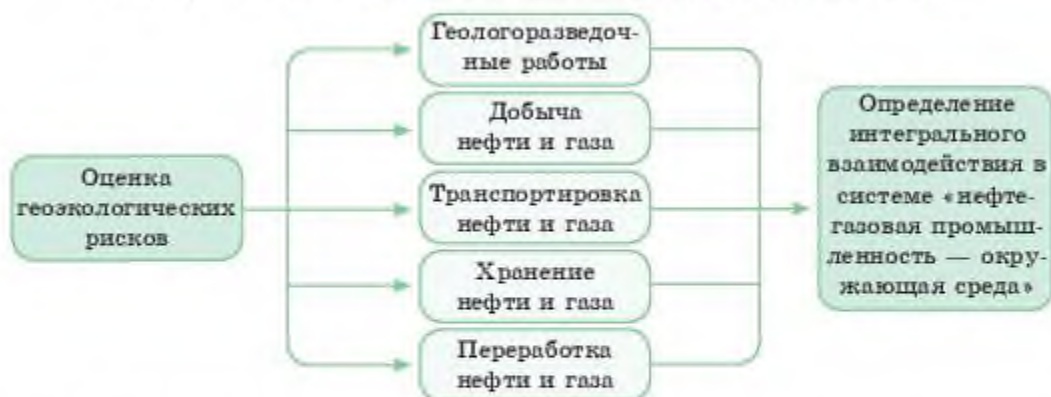 Оценка
геоэкологических
рисков
Геологоразведоч-
ные работы
Добыча
нефти и газа
Транспортировка
нефти и газа
Хранение
нефти и газа
Переработка
нефти и газа
Определение
интегрального
взаимодействия в
системе «нефте-
газовая промыш-
ленность — окру-
жающая среда»